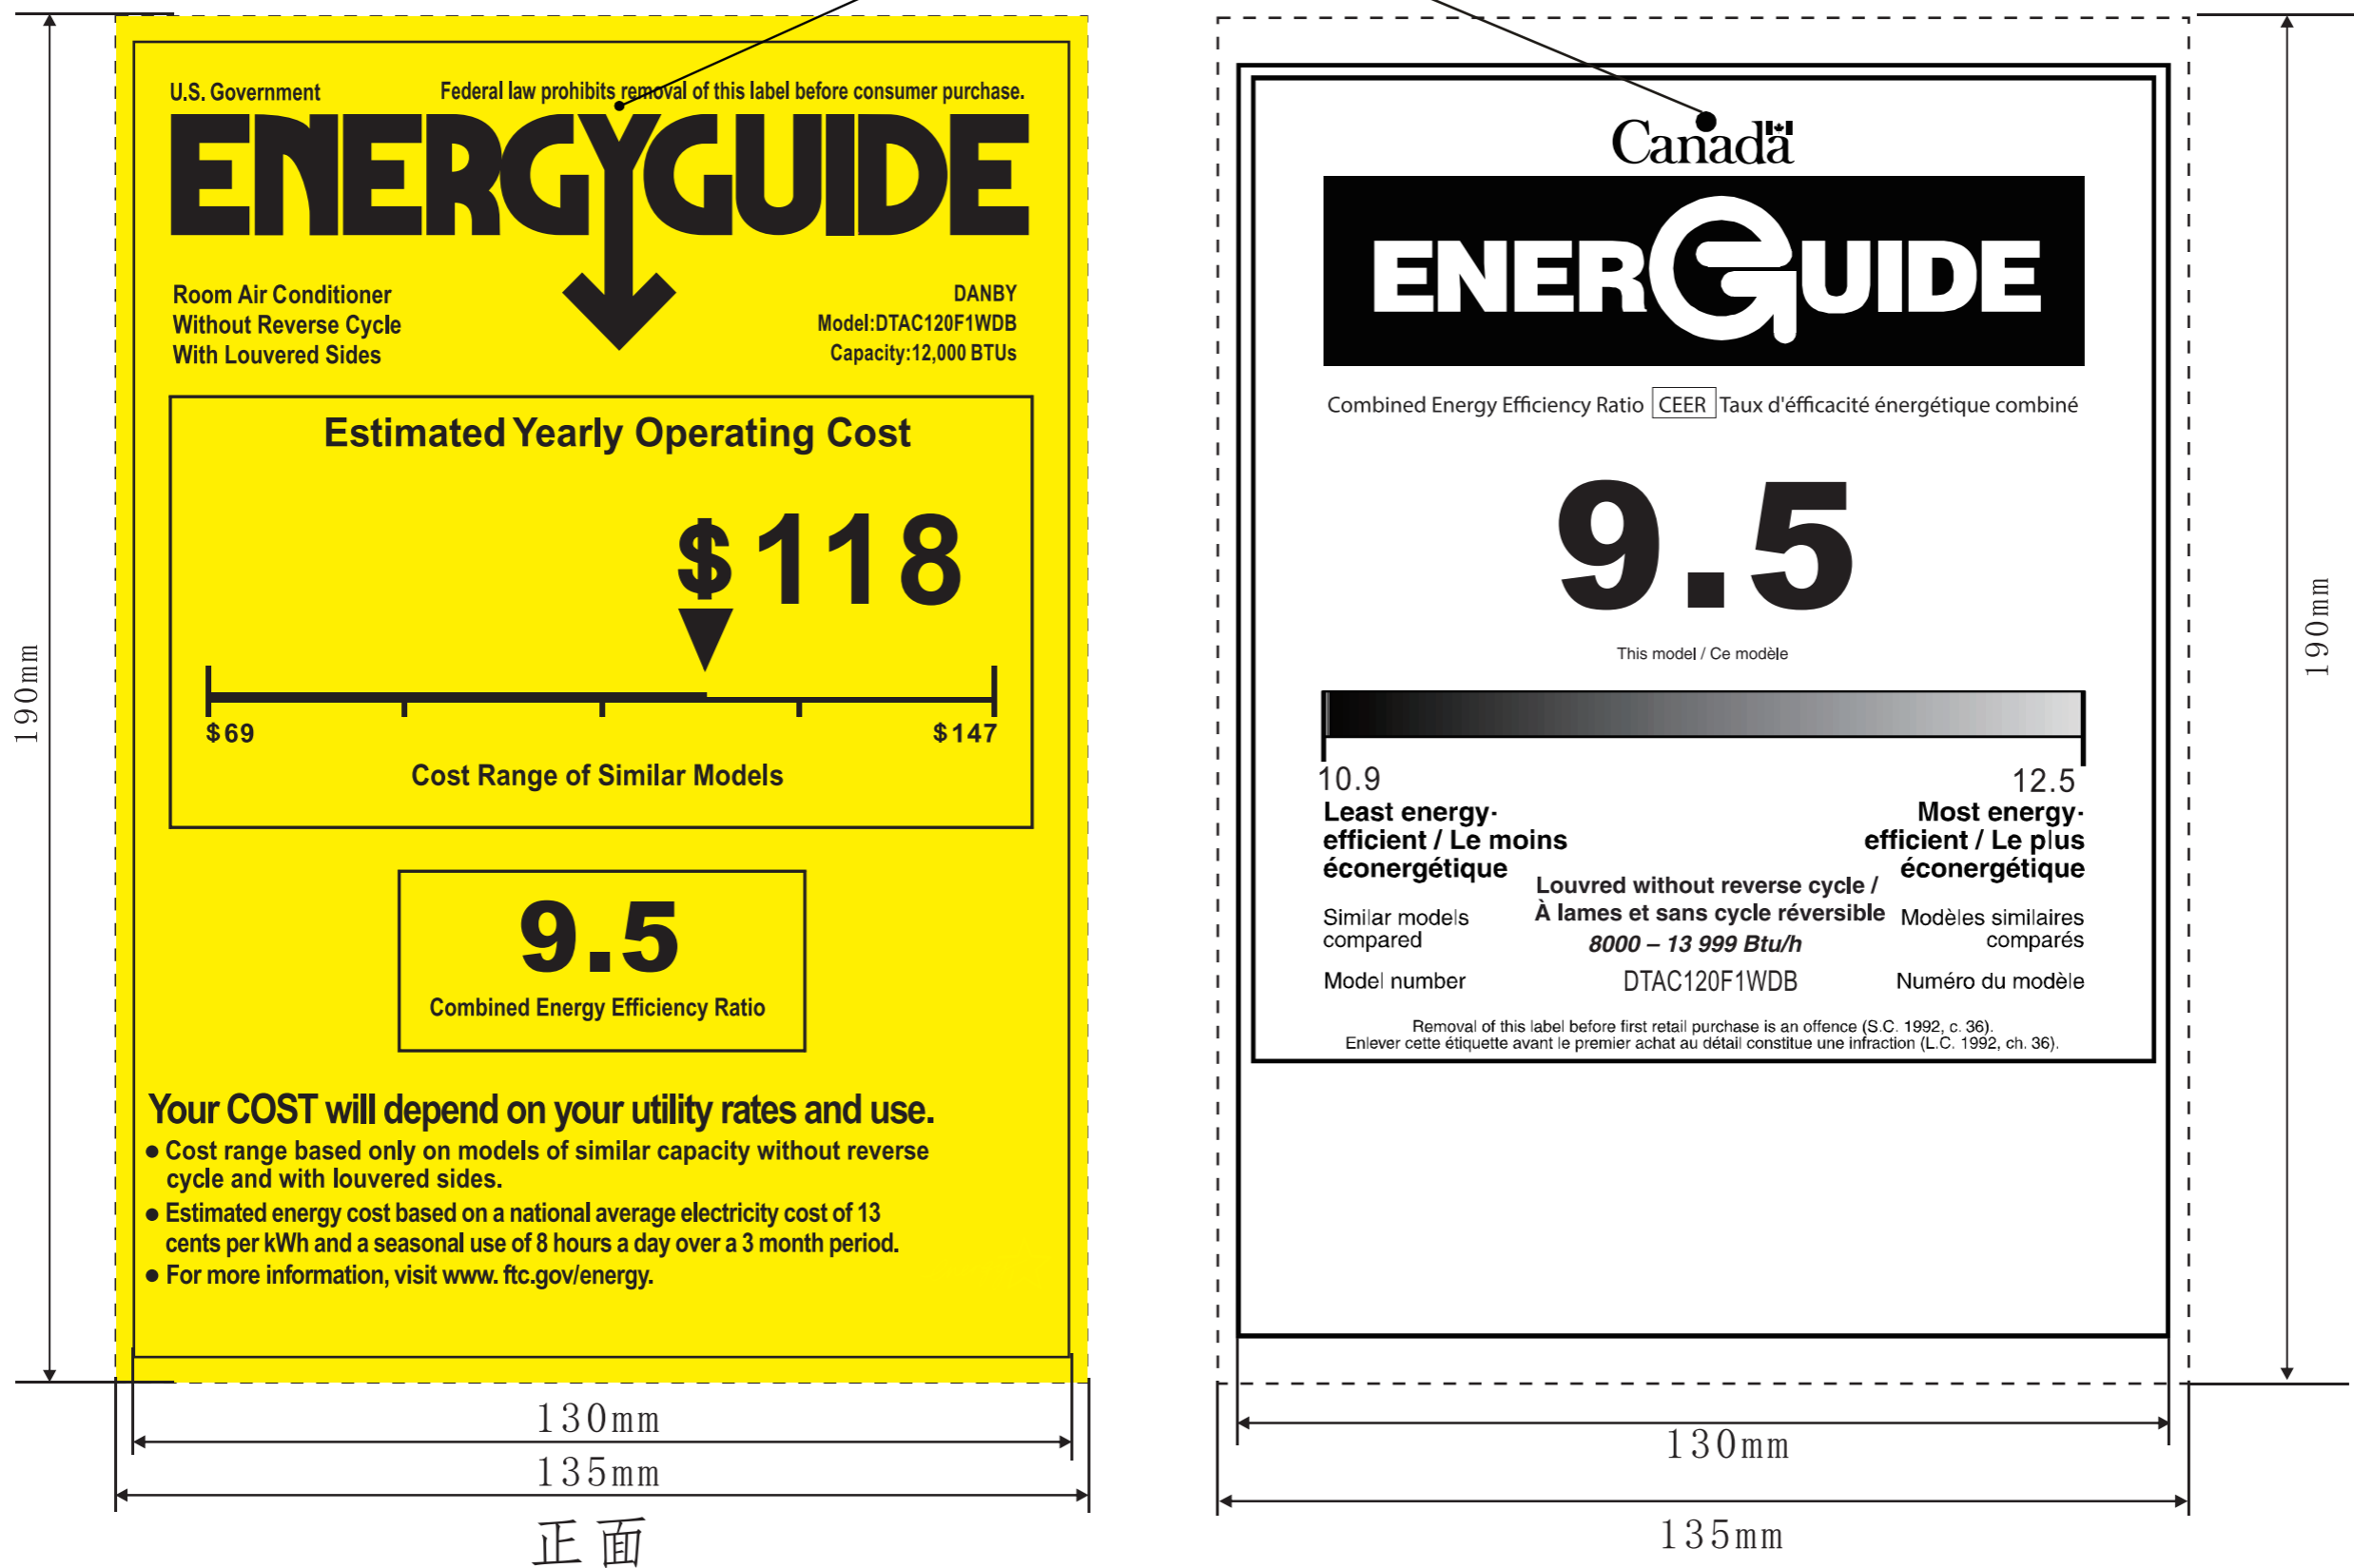 U.S. Government
Federal law prohibits removal of this label before consumer purchase.
ENERGYGUIDE
Room Air Conditioner
Without Reverse Cycle
With Louvered Sides
DANBY
Model:DTAC120F1WDB
Capacity:12,000 BTUs
Estimated Yearly Operating Cost
$118
$69
$147
Cost Range of Similar Models
9.5
Combined Energy Efficiency Ratio
Your COST will depend on your utility rates and use.
● Cost range based only on models of similar capacity without reverse
cycle and with louvered sides.
● Estimated energy cost based on a national average electricity cost of 13
cents per kWh and a seasonal use of 8 hours a day over a 3 month period.
● For more information, visit www. ftc.gov/energy.
190mm
130mm
135mm
正面
Canada
ENERGUIDE
Combined Energy Efficiency Ratio CEER Taux d'éfficacité énergétique combiné
9.5
This model / Ce modèle
10.9
12.5
Least energy-
efficient / Le moins
éconergétique
Most energy-
efficient / Le plus
éconergétique
Similar models
compared
Louvred without reverse cycle /
À lames et sans cycle réversible
8000 – 13 999 Btu/h
Modèles similaires
comparés
Model number
DTAC120F1WDB
Numéro du modèle
Removal of this label before first retail purchase is an offence (S.C. 1992, c. 36).
Enlever cette étiquette avant le premier achat au détail constitue une infraction (L.C. 1992, ch. 36).
190mm
130mm
135mm